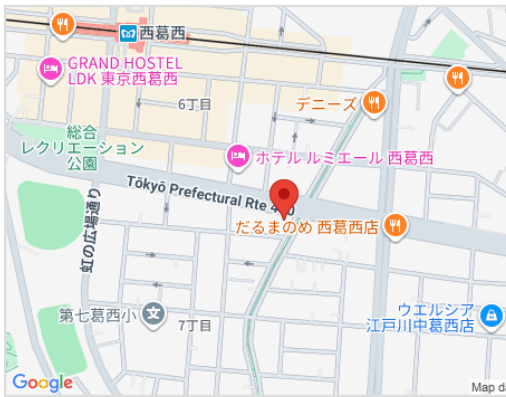 西葛西
GRAND HOSTEL
LDK 東京西葛西
6丁目
デニーズ
総合
レクリエーション
公園
ホテル ルミエール 西葛西
Tōkyō Prefectural Rte 4 0
虹の広場通り
だるまのめ 西葛西店
第七葛西小
文
7丁目
ウエルシア
江戸川中葛西店
Google
Map da